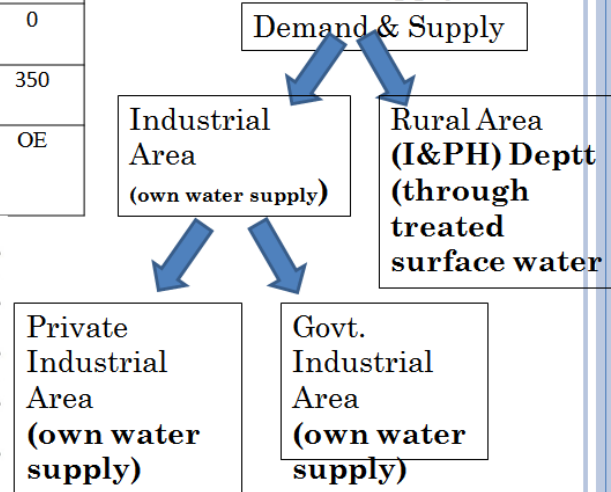 0
350
OE
Demand & Supply
Industrial
Area
(own water supply)
Rural Area
(I&PH) Deptt
(through
treated
surface water
Private
Industrial
Area
(own water
supply)
Govt.
Industrial
Area
(own water
supply)